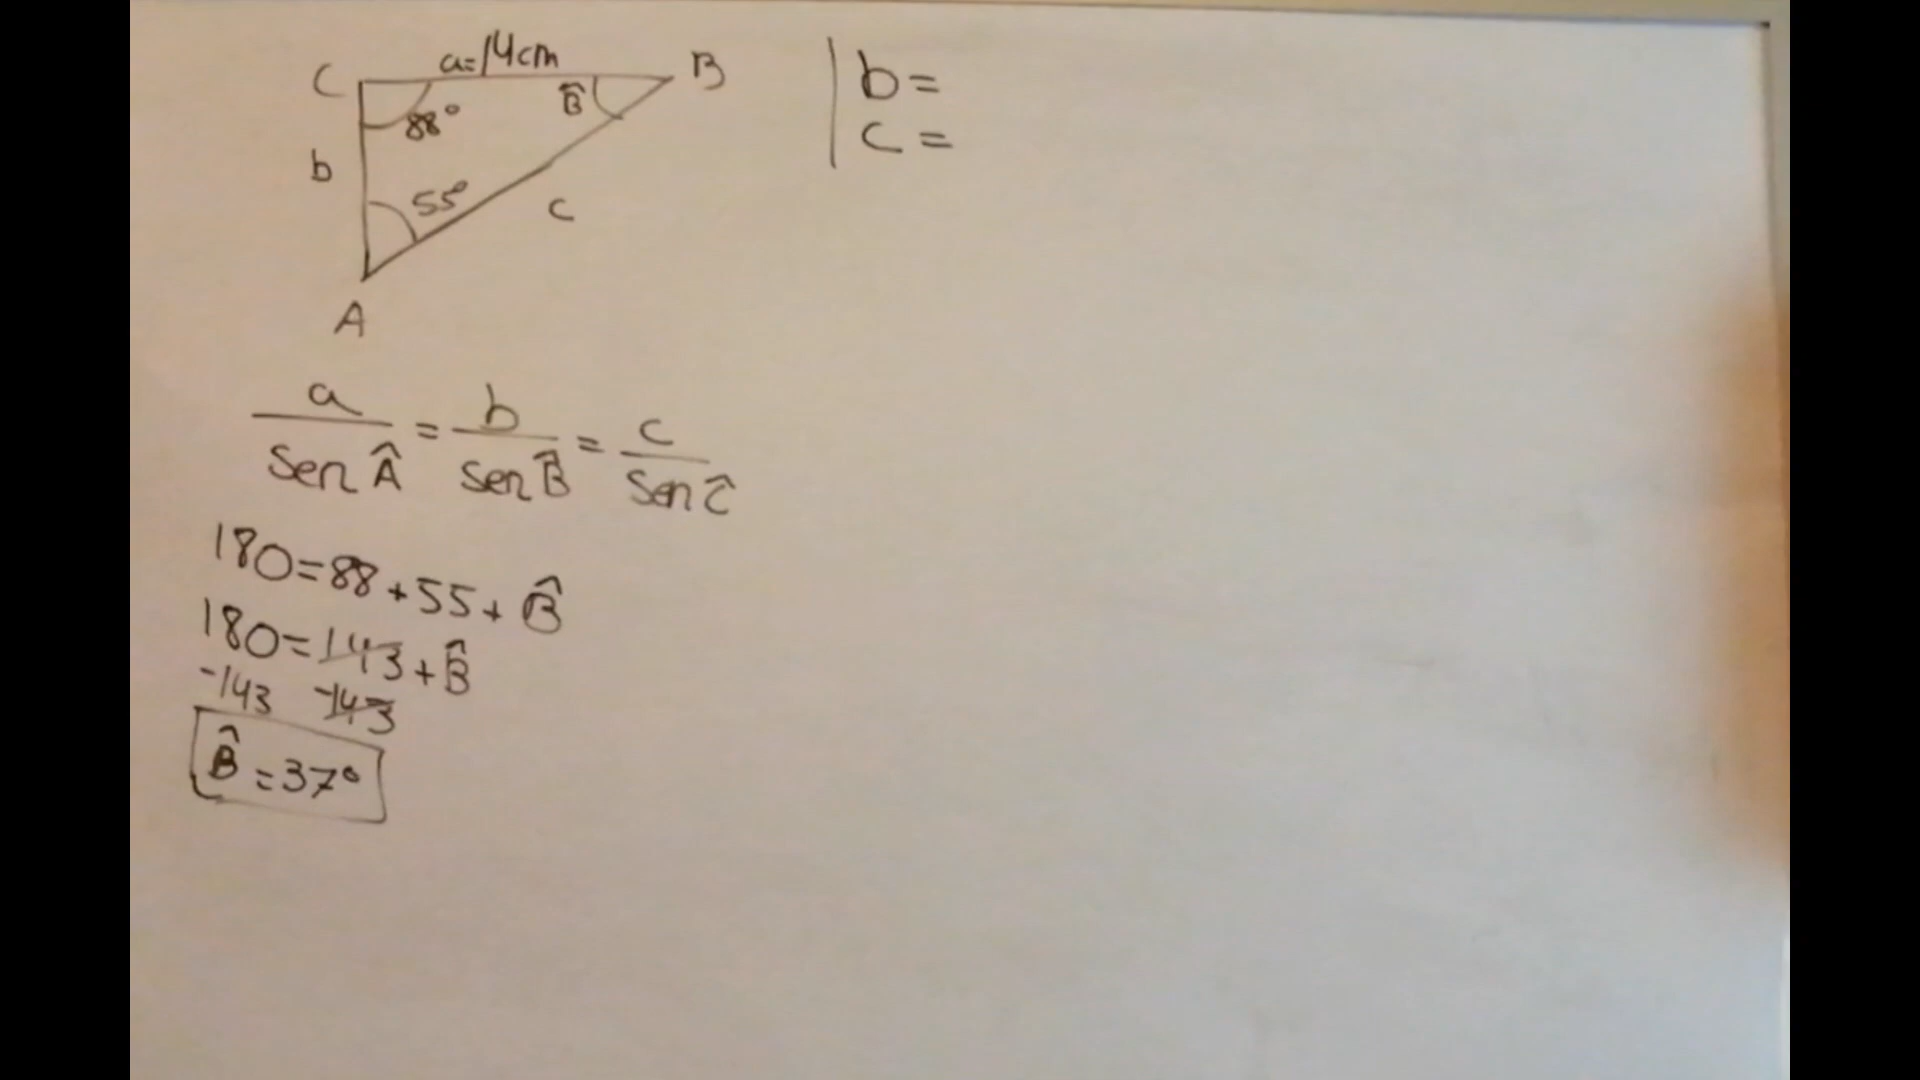 C a=14cm B
88° B̂
b 55° c
A
b=
c=
a/sen Â = b/sen B̂ = c/sen Ĉ
180=88+55+B̂
180=143+B̂
-143 -143
B̂=37°